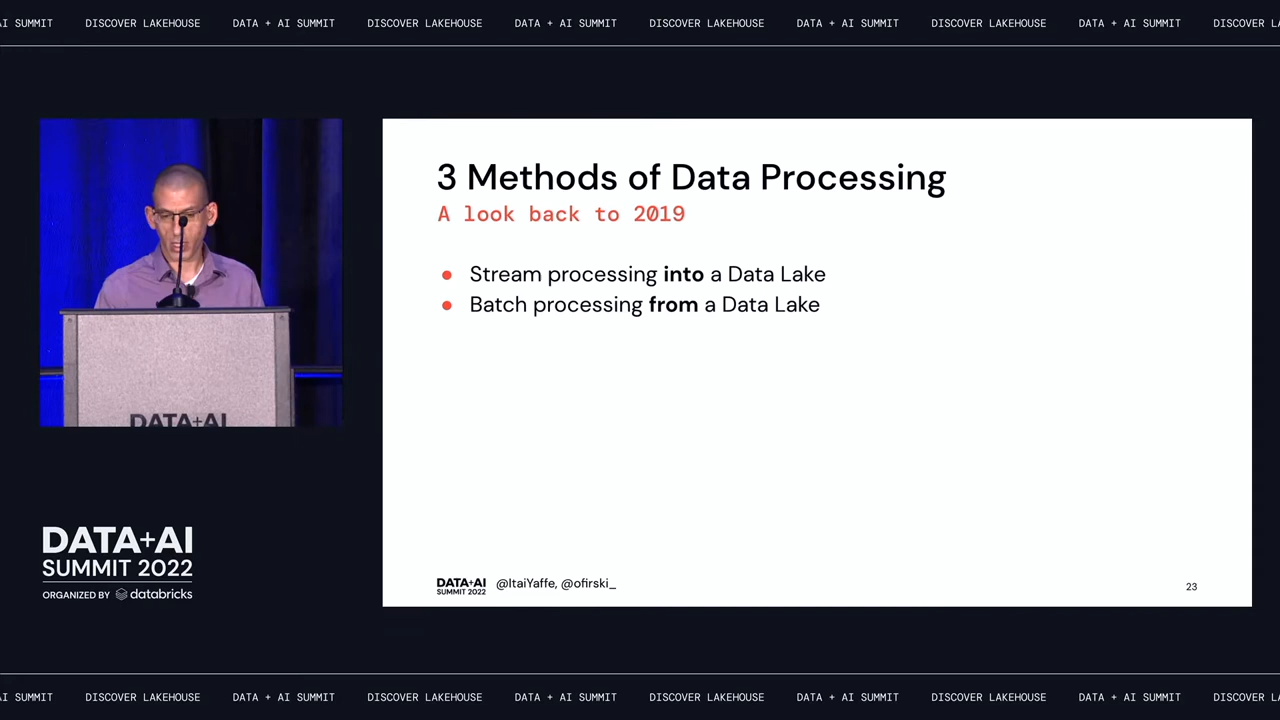 AI SUMMIT DISCOVER LAKEHOUSE DATA + AI SUMMIT DISCOVER LAKEHOUSE DATA + AI SUMMIT DISCOVER LAKEHOUSE DATA + AI SUMMIT DISCOVER LAKEHOUSE DATA + AI SUMMIT DISCOVER
3 Methods of Data Processing
A look back to 2019
● Stream processing into a Data Lake
● Batch processing from a Data Lake
DATA+AI
DATA+AI
SUMMIT 2022
ORGANIZED BY databricks
DATA+AI
SUMMIT 2022
@ItaiYaffe, @ofirski_
23
AI SUMMIT DISCOVER LAKEHOUSE DATA + AI SUMMIT DISCOVER LAKEHOUSE DATA + AI SUMMIT DISCOVER LAKEHOUSE DATA + AI SUMMIT DISCOVER LAKEHOUSE DATA + AI SUMMIT DISCOVER